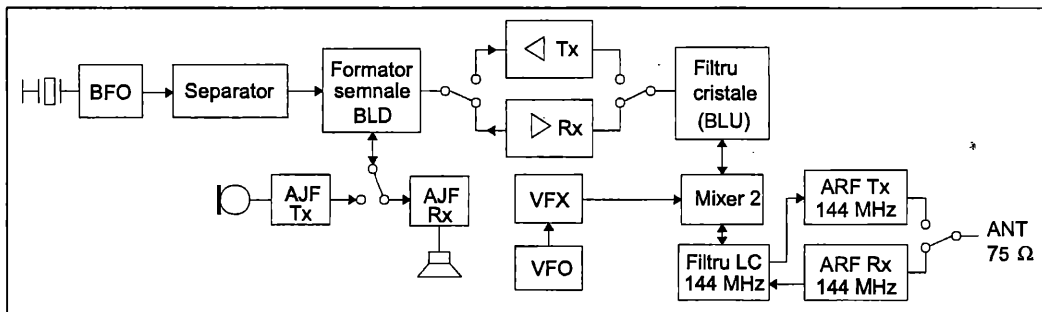 BFO
Separator
Formator
semnale
BLD
Tx
Rx
Filtru
cristale
(BLU)
AJF
Tx
AJF
Rx
VFX
VFO
Mixer 2
Filtru LC
144 MHz
ARF Tx
144 MHz
ARF Rx
144 MHz
ANT
75 Ω